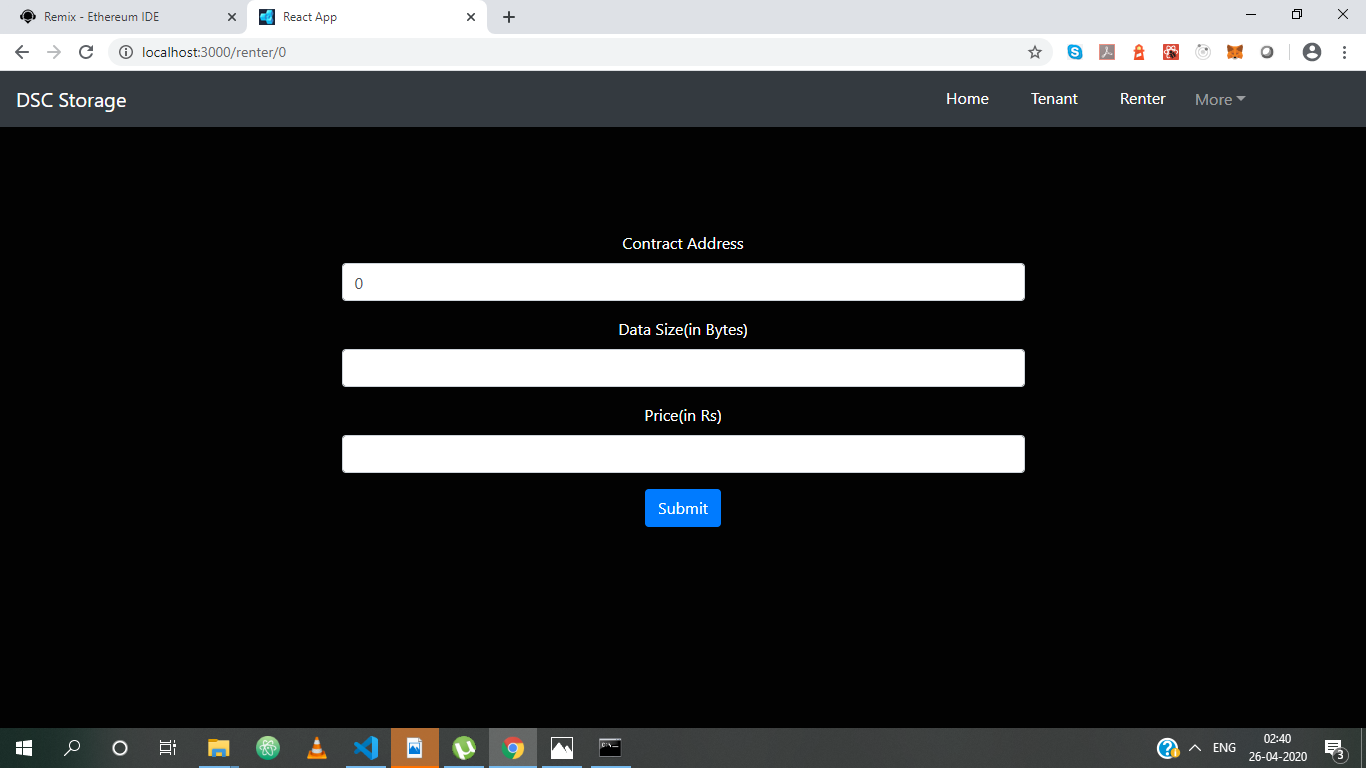 Remix - Ethereum IDE
React App
localhost:3000/renter/0
DSC Storage
Home Tenant Renter More
Contract Address
0
Data Size(in Bytes)
Price(in Rs)
Submit
ENG
02:40
26-04-2020
3